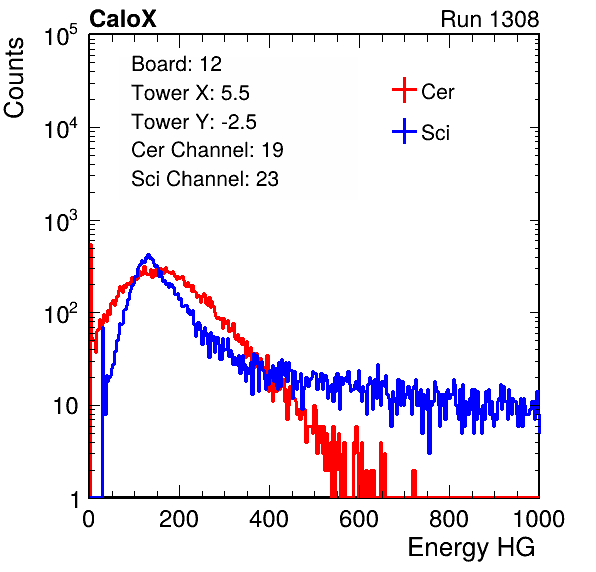 CaloX Run 1308
Counts
10^5
10^4
10^3
10^2
10
1
Board: 12
Tower X: 5.5
Tower Y: -2.5
Cer Channel: 19
Sci Channel: 23
Cer
Sci
0 200 400 600 800 1000
Energy HG